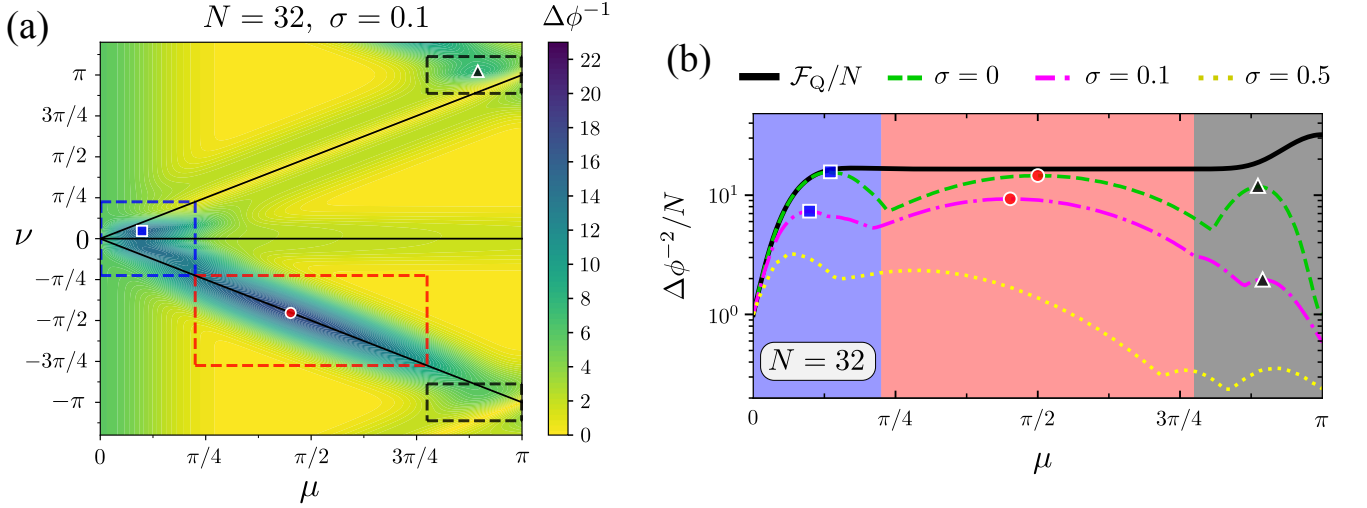 (a)
N = 32, σ = 0.1
Δϕ⁻¹
π
3π/4
π/2
π/4
0
−π/4
−π/2
−3π/4
−π
ν
0
π/4
π/2
3π/4
π
μ
22
20
18
16
14
12
10
8
6
4
2
0
(b)
ℱ_Q/N
σ = 0
σ = 0.1
σ = 0.5
Δϕ⁻²/N
10¹
10⁰
N = 32
0
π/4
π/2
3π/4
π
μ